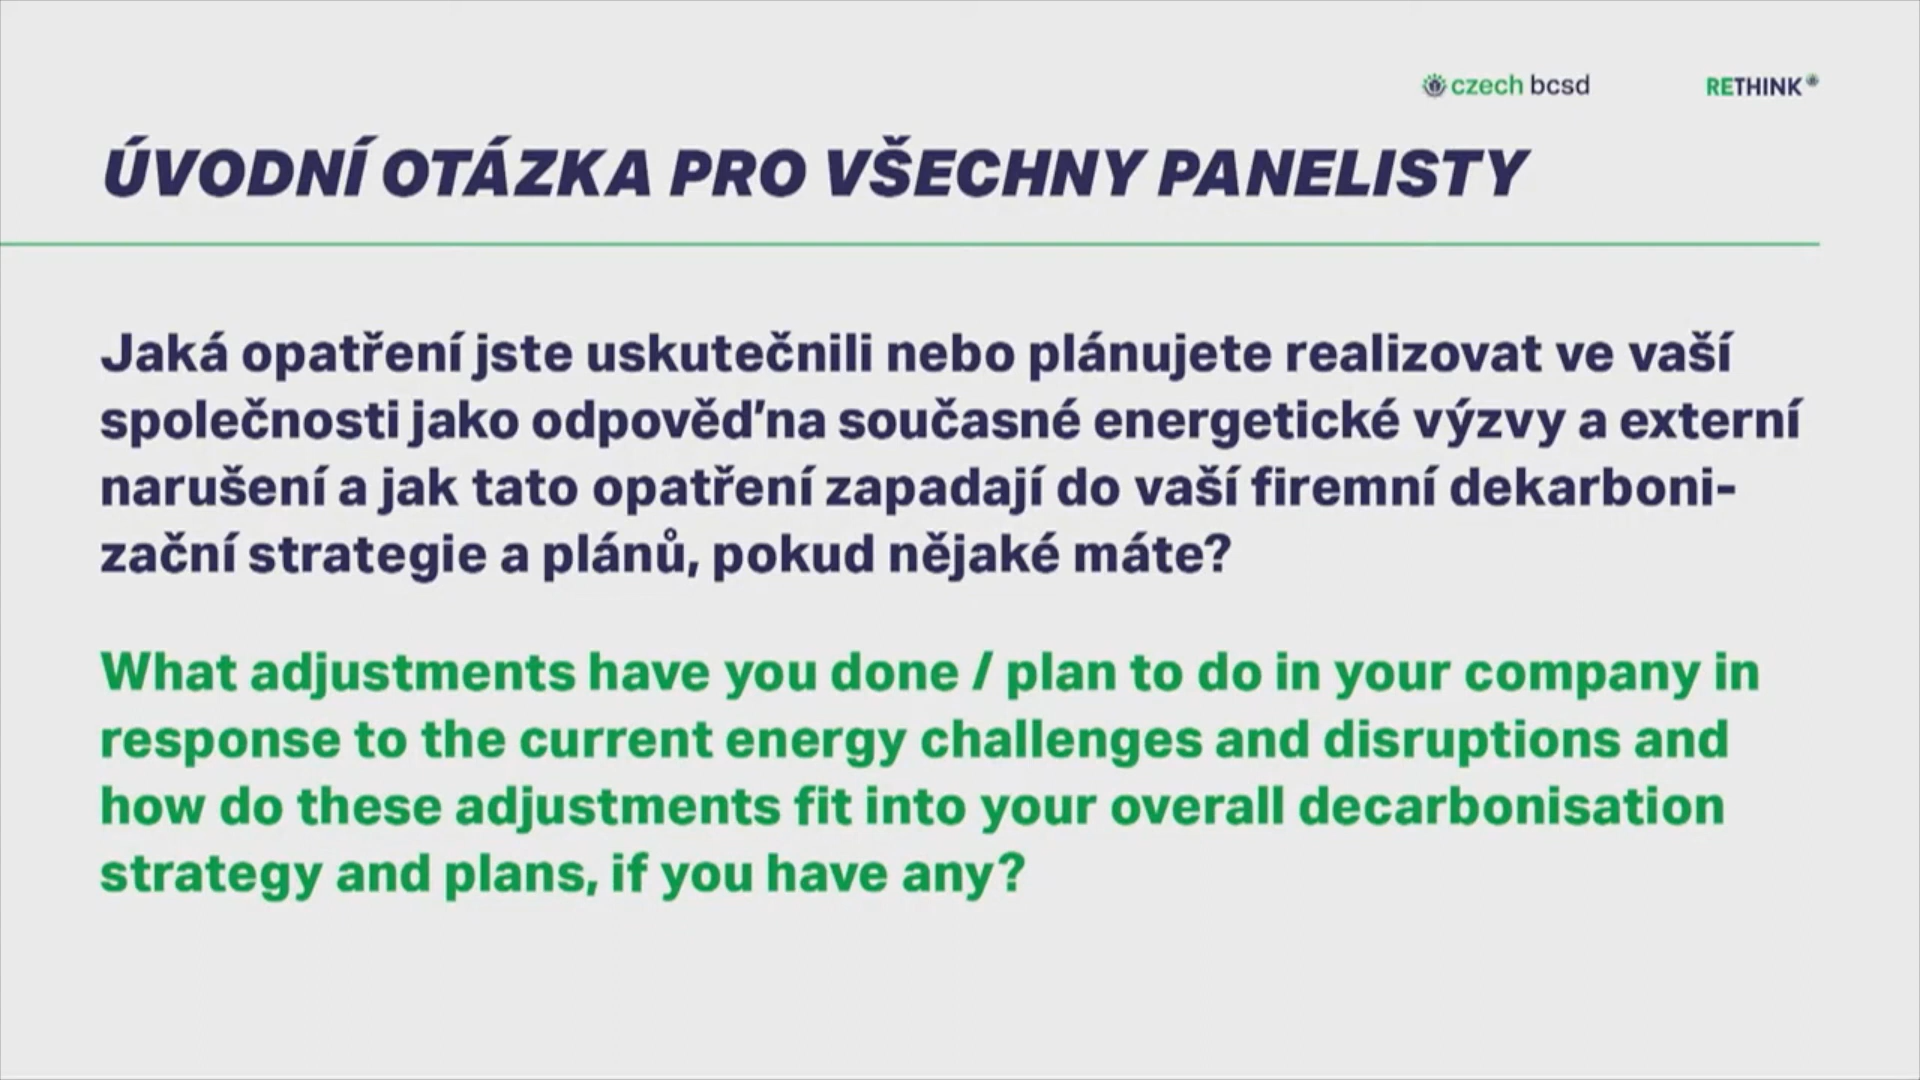 czech bcsd
RETHINK
ÚVODNÍ OTÁZKA PRO VŠECHNY PANELISTY
Jaká opatření jste uskutečnili nebo plánujete realizovat ve vaší
společnosti jako odpověď na současné energetické výzvy a externí
narušení a jak tato opatření zapadají do vaší firemní dekarboni-
zační strategie a plánů, pokud nějaké máte?
What adjustments have you done / plan to do in your company in
response to the current energy challenges and disruptions and
how do these adjustments fit into your overall decarbonisation
strategy and plans, if you have any?